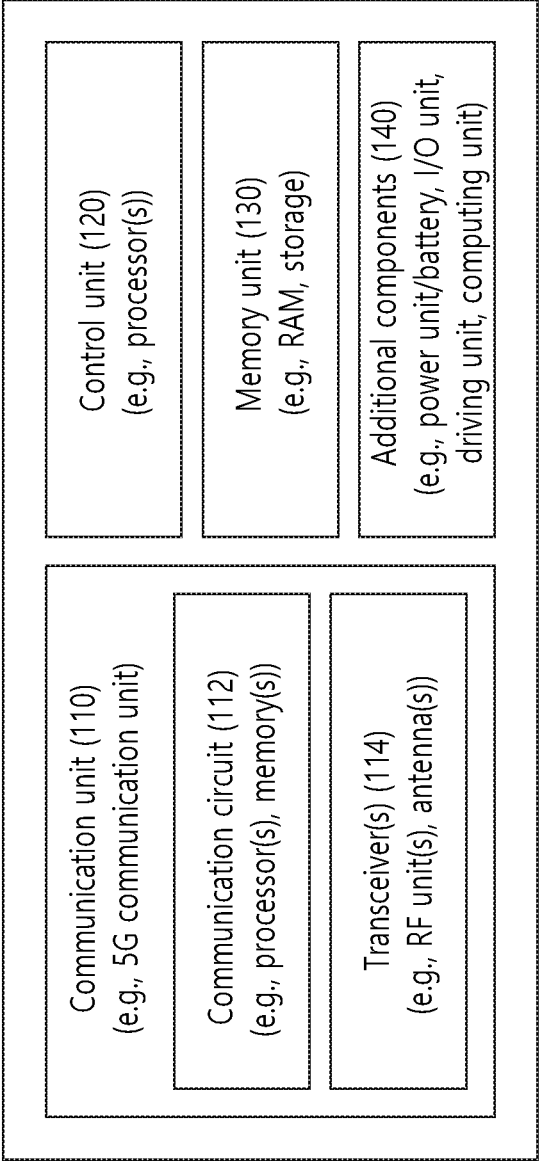 Communication unit (110)
(e.g., 5G communication unit)
Communication circuit (112)
(e.g., processor(s), memory(s))
Transceiver(s) (114)
(e.g., RF unit(s), antenna(s))
Control unit (120)
(e.g., processor(s))
Memory unit (130)
(e.g., RAM, storage)
Additional components (140)
(e.g., power unit/battery, I/O unit,
driving unit, computing unit)